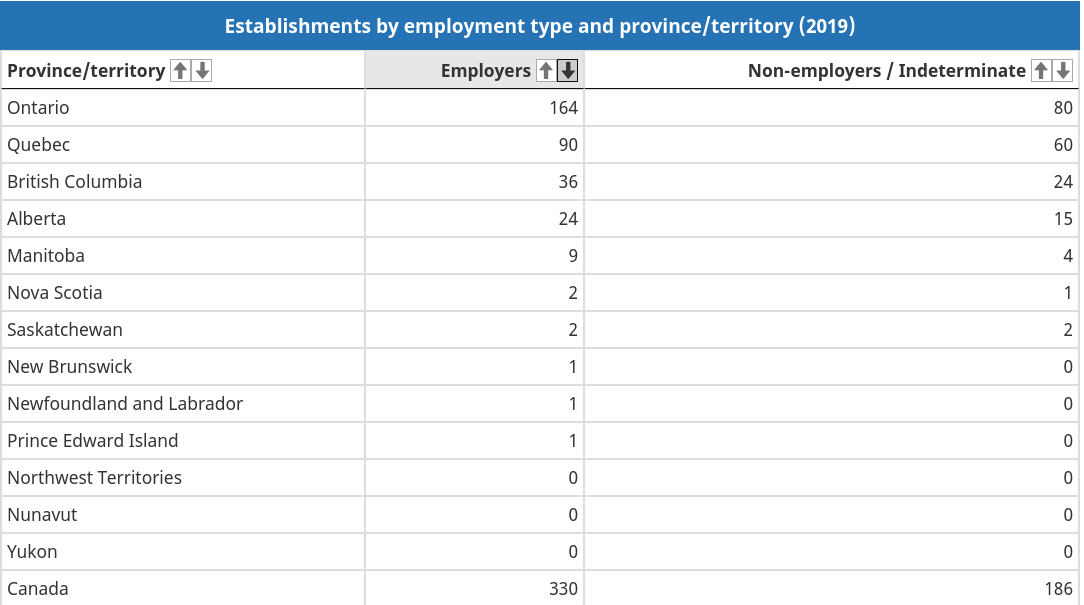 Establishments by employment type and province/territory (2019)
Province/territory Employers Non-employers / Indeterminate
Ontario 164 80
Quebec 90 60
British Columbia 36 24
Alberta 24 15
Manitoba 9 4
Nova Scotia 2 1
Saskatchewan 2 2
New Brunswick 1 0
Newfoundland and Labrador 1 0
Prince Edward Island 1 0
Northwest Territories 0 0
Nunavut 0 0
Yukon 0 0
Canada 330 186